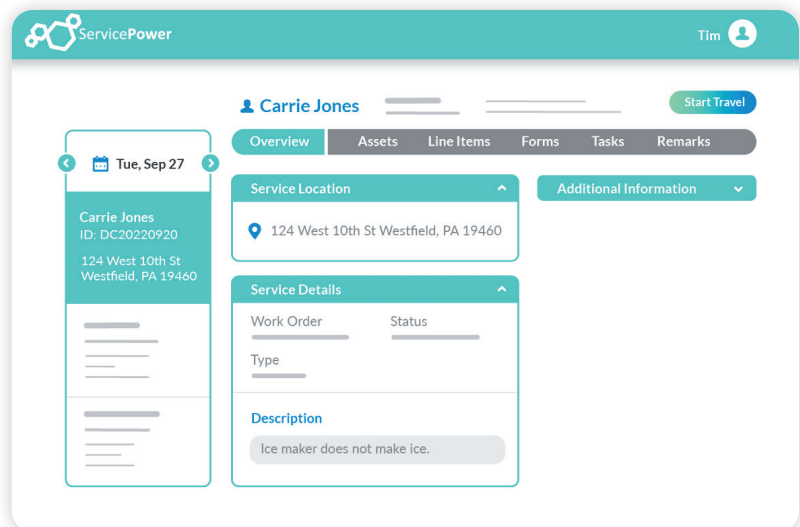 ServicePower
Tim
Carrie Jones
Start Travel
Overview Assets Line Items Forms Tasks Remarks
Tue, Sep 27
Carrie Jones
ID: DC20220920
124 West 10th St
Westfield, PA 19460
Service Location
124 West 10th St Westfield, PA 19460
Additional Information
Service Details
Work Order Status
Type
Description
Ice maker does not make ice.